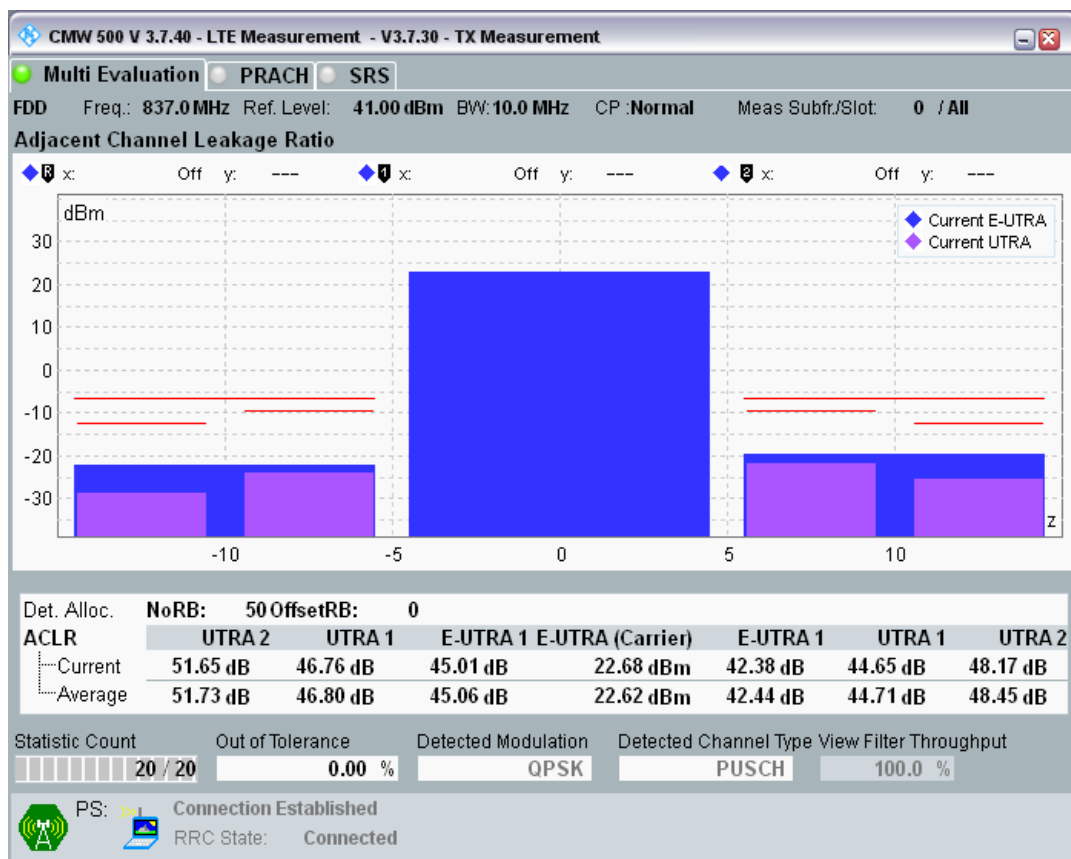 CMW 500 V 3.7.40 - LTE Measurement - V3.7.30 - TX Measurement
Multi Evaluation PRACH SRS
FDD Freq.: 837.0 MHz Ref. Level: 41.00 dBm BW: 10.0 MHz CP :Normal Meas Subfr./Slot: 0 / All
Adjacent Channel Leakage Ratio
R x: Off y: --- 1 x: Off y: --- 2 x: Off y: ---
dBm
Current E-UTRA
Current UTRA
30
20
10
0
-10
-20
-30
z
-10 -5 0 5 10
Det. Alloc. NoRB: 50 OffsetRB: 0
ACLR UTRA 2 UTRA 1 E-UTRA 1 E-UTRA (Carrier) E-UTRA 1 UTRA 1 UTRA 2
Current 51.65 dB 46.76 dB 45.01 dB 22.68 dBm 42.38 dB 44.65 dB 48.17 dB
Average 51.73 dB 46.80 dB 45.06 dB 22.62 dBm 42.44 dB 44.71 dB 48.45 dB
Statistic Count Out of Tolerance Detected Modulation Detected Channel Type View Filter Throughput
20 / 20 0.00 % QPSK PUSCH 100.0 %
PS: Connection Established
RRC State: Connected